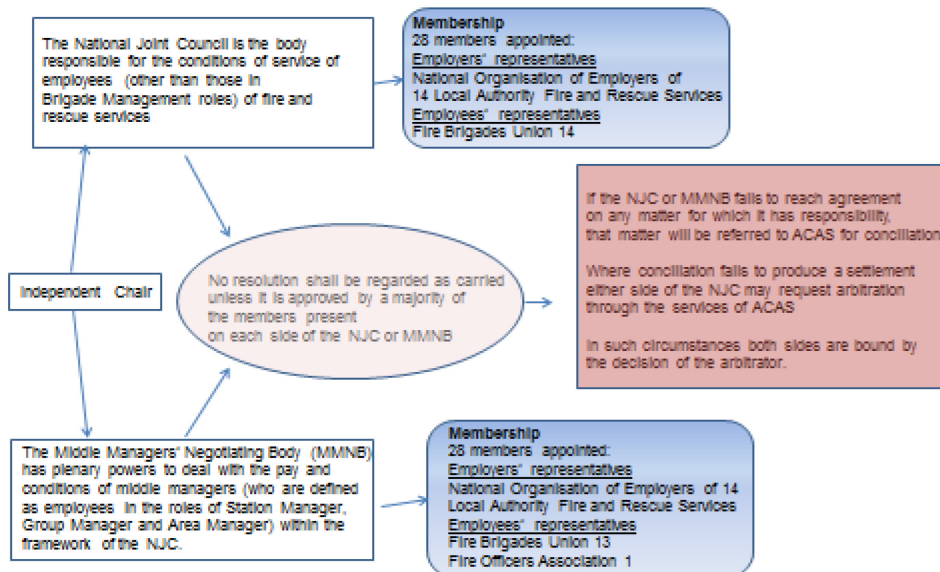 The National Joint Council is the body
responsible for the conditions of service of
employees (other than those in
Brigade Management roles) of fire and
rescue services
Membership
28 members appointed:
Employers' representatives
National Organisation of Employers of
14 Local Authority Fire and Rescue Services
Employees' representatives
Fire Brigades Union 14
If the NJC or MMNB fails to reach agreement
on any matter for which it has responsibility,
that matter will be referred to ACAS for conciliation
Where conciliation fails to produce a settlement
either side of the NJC may request arbitration
through the services of ACAS
In such circumstances both sides are bound by
the decision of the arbitrator.
Independent Chair
No resolution shall be regarded as carried
unless it is approved by a majority of
the members present
on each side of the NJC or MMNB
The Middle Managers' Negotiating Body (MMNB)
has plenary powers to deal with the pay and
conditions of middle managers (who are defined
as employees in the roles of Station Manager,
Group Manager and Area Manager) within the
framework of the NJC.
Membership
28 members appointed:
Employers' representatives
National Organisation of Employers of 14
Local Authority Fire and Rescue Services
Employees' representatives
Fire Brigades Union 13
Fire Officers Association 1